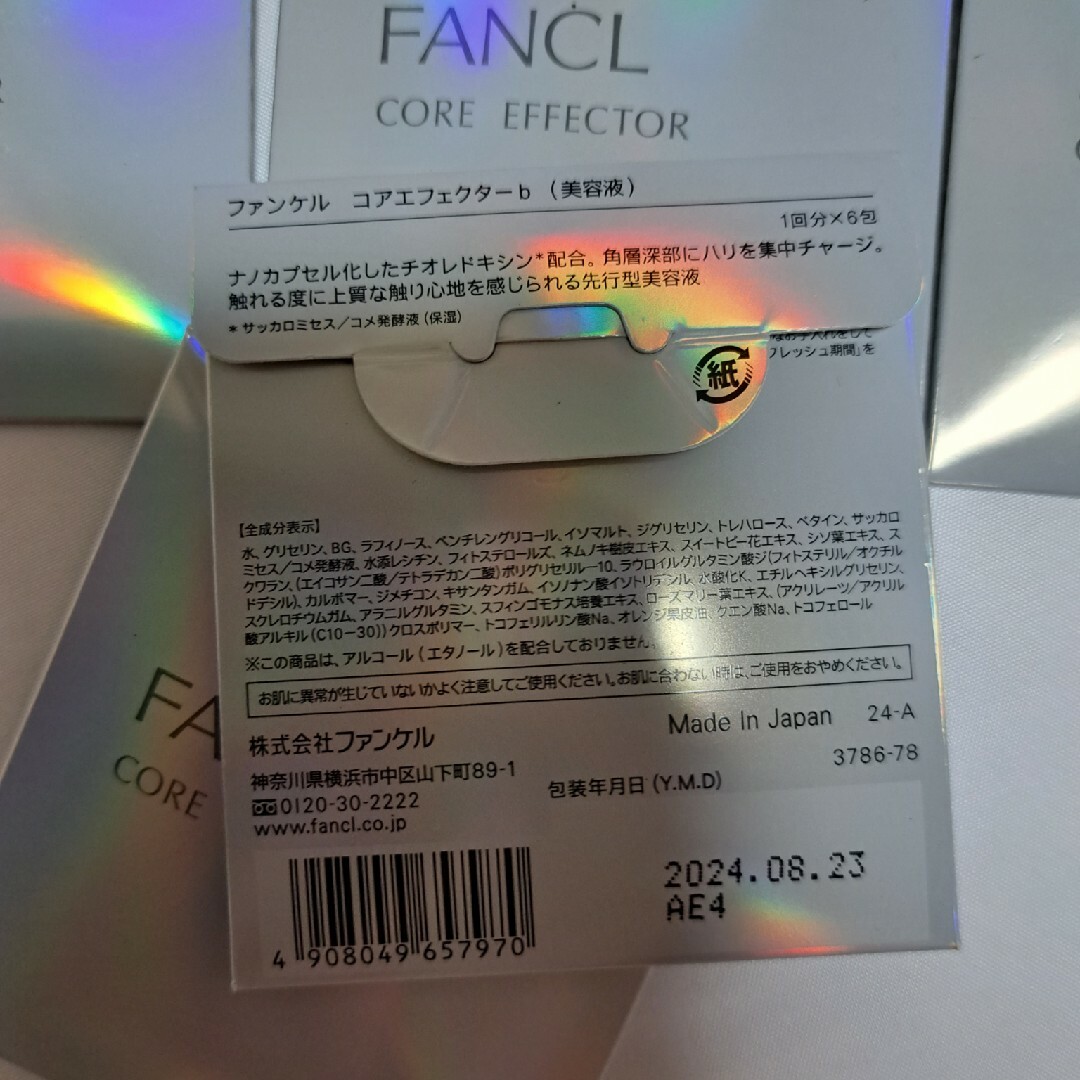 FANCL
CORE EFFECTOR
ファンケル コアエフェクターb（美容液）
1回分×6包
ナノカプセル化したチオレドキシン*配合。角層深部にハリを集中チャージ。
触れる度に上質な触り心地を感じられる先行型美容液
* サッカロミセス/コメ発酵液（保湿）
フレッシュ期間」を
紙
【全成分表示】
水、グリセリン、BG、ラフィノース、ペンチレングリコール、イソマルト、ジグリセリン、トレハロース、ベタイン、サッカロ
ミセス/コメ発酵液、水添レシチン、フィトステロールズ、ネムノキ樹皮エキス、スイートピー花エキス、シソ葉エキス、ス
クワラン、(エイコサン二酸/テトラデカン二酸)ポリグリセリル-10、ラウロイルグルタミン酸ジ(フィトステリル/オクチル
ドデシル)、カルボマー、ジメチコン、キサンタンガム、イソノナン酸イソトリデシル、水酸化K、エチルヘキシルグリセリン、
スクレロチウムガム、アラニルグルタミン、スフィンゴモナス培養エキス、ローズマリー葉エキス、(アクリレーツ/アクリル
酸アルキル(C10-30))クロスポリマー、トコフェリルリン酸Na、オレンジ果皮油、クエン酸Na、トコフェロール
※この商品は、アルコール(エタノール)を配合しておりません。
お肌に異常が生じていないかよく注意してご使用ください。お肌に合わない時は、ご使用をおやめください。
株式会社ファンケル
Made In Japan 24-A
神奈川県横浜市中区山下町89-1
3786-78
0120-30-2222
包装年月日(Y.M.D)
www.fancl.co.jp
2024.08.23
AE4
4 908049 657970
FA
CORE